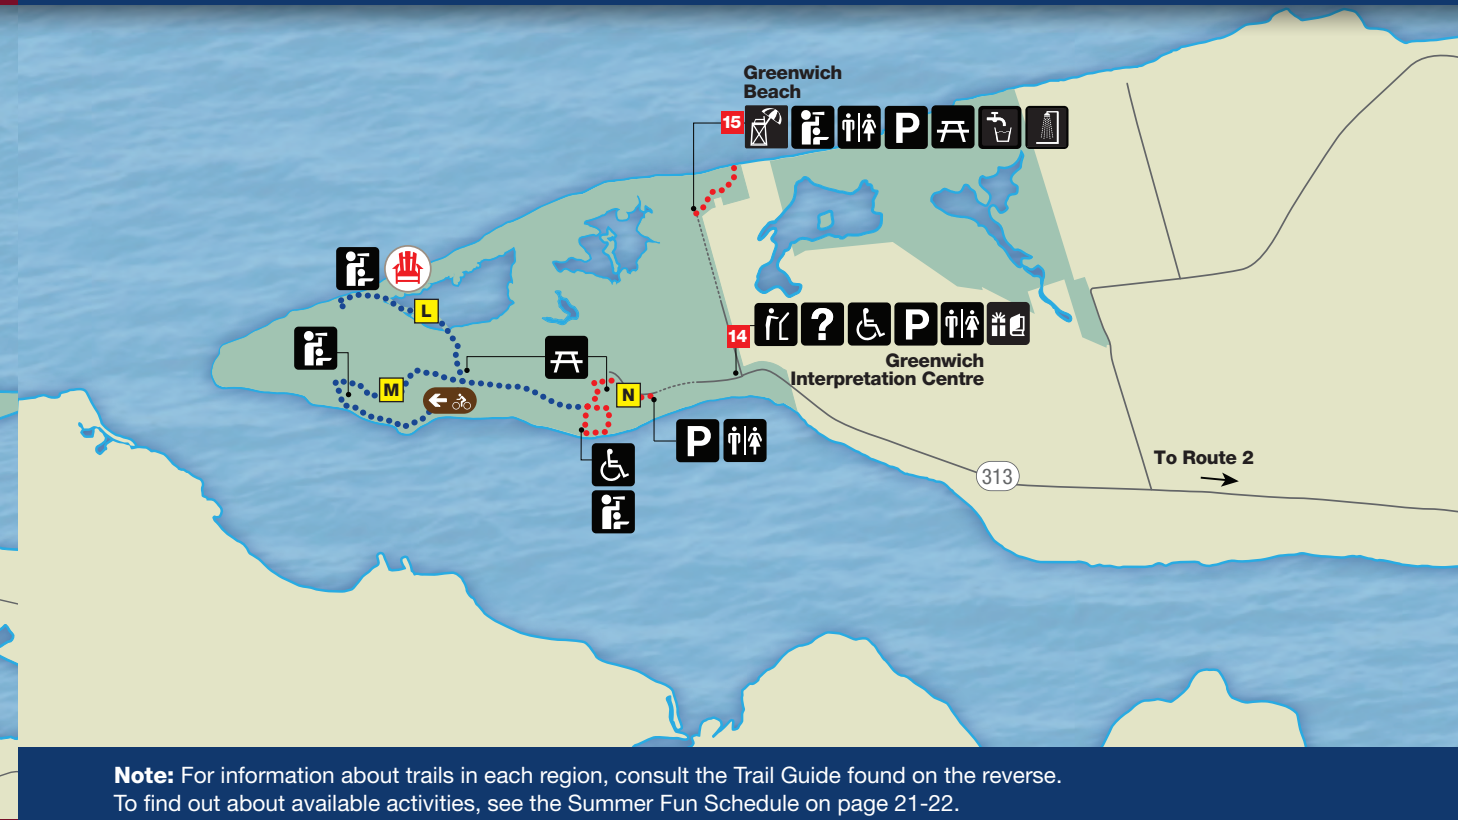 Greenwich
Beach
15
P
L
14
?
P
Greenwich
Interpretation Centre
M
N
P
To Route 2
313
Note: For information about trails in each region, consult the Trail Guide found on the reverse.
To find out about available activities, see the Summer Fun Schedule on page 21-22.